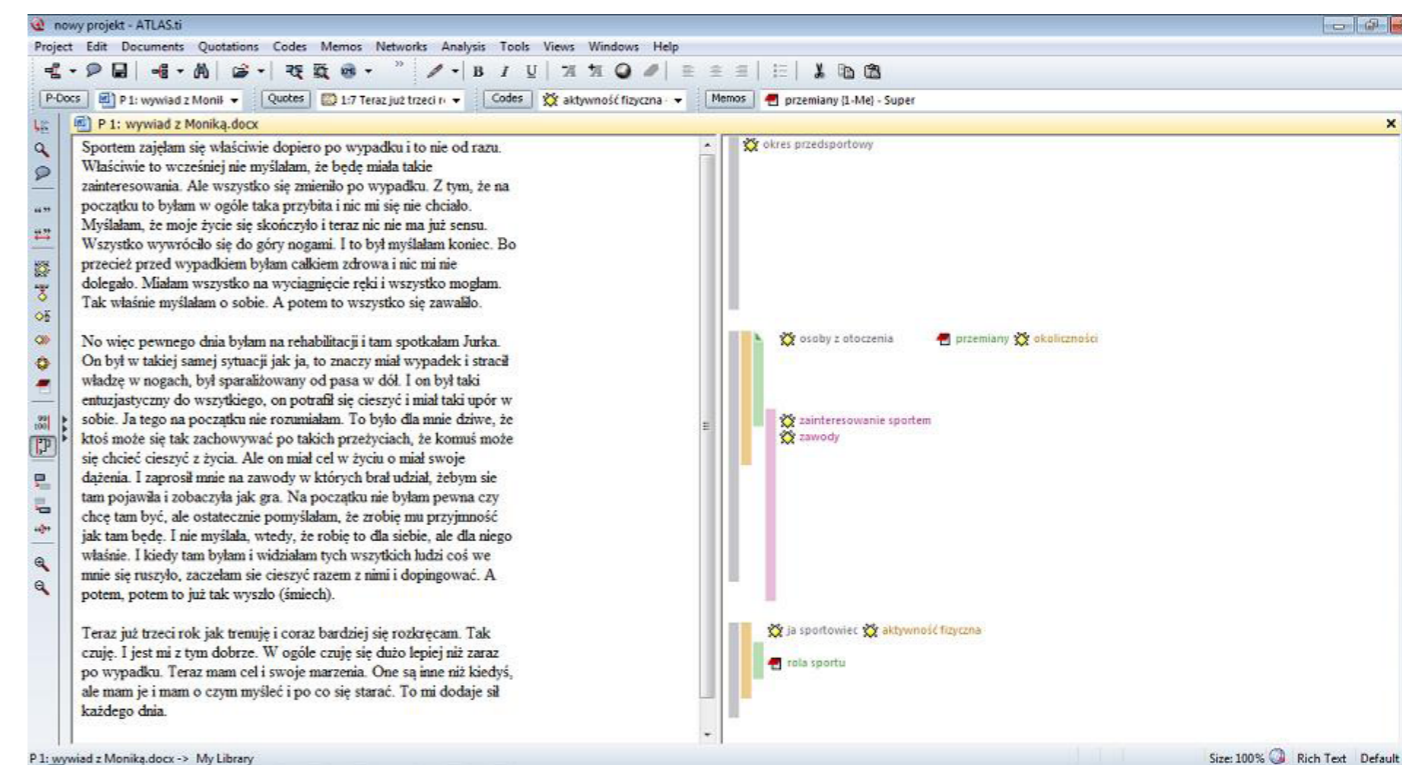 nowy projekt - ATLAS.ti
Project Edit Documents Quotations Codes Memos Networks Analysis Tools Views Windows Help
P-Docs P 1: wywiad z Monik Quotes 1:7 Teraz już trzeci r Codes aktywność fizyczna Memos przemiany {1-Me} - Super
P 1: wywiad z Moniką.docx
Sportem zajęłam się właściwie dopiero po wypadku i to nie od razu.
Właściwie to wcześniej nie myślałam, że będę miała takie
zainteresowania. Ale wszystko się zmieniło po wypadku. Z tym, że na
początku to byłam w ogóle taka przybita i nic mi się nie chciało.
Myślałam, że moje życie się skończyło i teraz nic nie ma już sensu.
Wszystko wywróciło się do góry nogami. I to był myślałam koniec. Bo
przecież przed wypadkiem byłam całkiem zdrowa i nic mi nie
dolegało. Miałam wszystko na wyciągnięcie ręki i wszystko mogłam.
Tak właśnie myślałam o sobie. A potem to wszystko się zawaliło.
No więc pewnego dnia byłam na rehabilitacji i tam spotkałam Jurka.
On był w takiej samej sytuacji jak ja, to znaczy miał wypadek i stracił
władzę w nogach, był sparaliżowany od pasa w dół. I on był taki
entuzjastyczny do wszytkiego, on potrafił się cieszyć i miał taki upór w
sobie. Ja tego na początku nie rozumiałam. To było dla mnie dziwe, że
ktoś może się tak zachowywać po takich przeżyciach, że komuś może
się chcieć cieszyć z życia. Ale on miał cel w życiu o miał swoje
dążenia. I zaprosił mnie na zawody w których brał udział, żebym sie
tam pojawiła i zobaczyła jak gra. Na początku nie byłam pewna czy
chcę tam być, ale ostatecznie pomyślałam, że zrobię mu przyjmność
jak tam będę. I nie myślała, wtedy, że robię to dla siebie, ale dla niego
właśnie. I kiedy tam byłam i widziałam tych wszytkich ludzi coś we
mnie się ruszyło, zaczełam sie cieszyć razem z nimi i dopingować. A
potem, potem to już tak wyszło (śmiech).
Teraz już trzeci rok jak trenuję i coraz bardziej się rozkręcam. Tak
czuję. I jest mi z tym dobrze. W ogóle czuję się dużo lepiej niż zaraz
po wypadku. Teraz mam cel i swoje marzenia. One są inne niż kiedyś,
ale mam je i mam o czym myśleć i po co się starać. To mi dodaje sił
każdego dnia.
okres przedsportowy
osoby z otoczenia przemiany okoliczności
zainteresowanie sportem
zawody
ja sportowiec aktywność fizyczna
rola sportu
P 1: wywiad z Moniką.docx -> My Library Size: 100% Rich Text Default